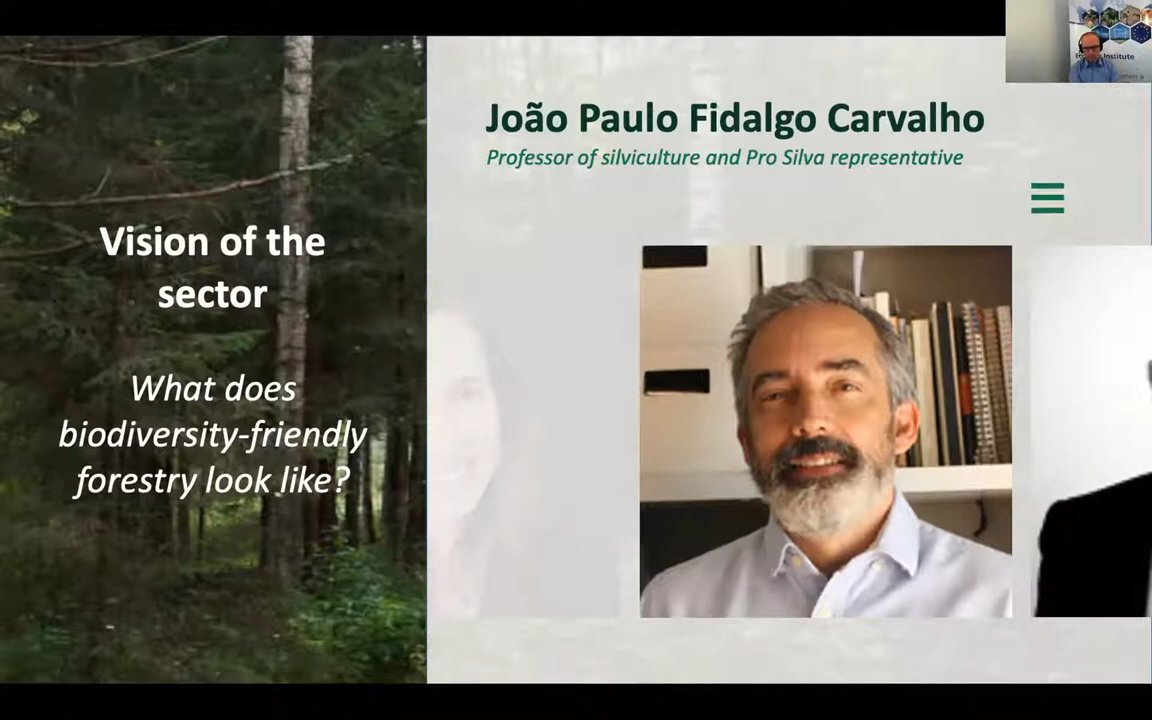 João Paulo Fidalgo Carvalho
Professor of silviculture and Pro Silva representative
Vision of the
sector
What does
biodiversity-friendly
forestry look like?
Institute